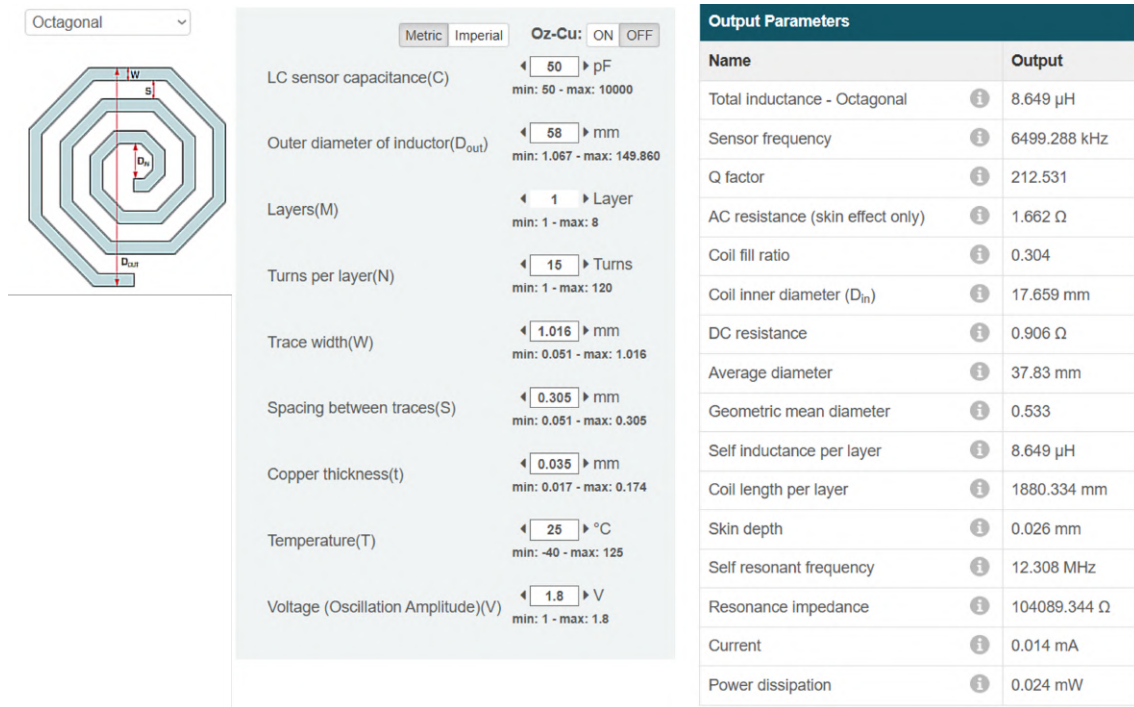 Octagonal
W
S
D_IN
D_OUT
Metric Imperial Oz-Cu: ON OFF
LC sensor capacitance(C) 50 pF
min: 50 - max: 10000
Outer diameter of inductor(D_out) 58 mm
min: 1.067 - max: 149.860
Layers(M) 1 Layer
min: 1 - max: 8
Turns per layer(N) 15 Turns
min: 1 - max: 120
Trace width(W) 1.016 mm
min: 0.051 - max: 1.016
Spacing between traces(S) 0.305 mm
min: 0.051 - max: 0.305
Copper thickness(t) 0.035 mm
min: 0.017 - max: 0.174
Temperature(T) 25 °C
min: -40 - max: 125
Voltage (Oscillation Amplitude)(V) 1.8 V
min: 1 - max: 1.8
Output Parameters
Name Output
Total inductance - Octagonal 8.649 µH
Sensor frequency 6499.288 kHz
Q factor 212.531
AC resistance (skin effect only) 1.662 Ω
Coil fill ratio 0.304
Coil inner diameter (D_in) 17.659 mm
DC resistance 0.906 Ω
Average diameter 37.83 mm
Geometric mean diameter 0.533
Self inductance per layer 8.649 µH
Coil length per layer 1880.334 mm
Skin depth 0.026 mm
Self resonant frequency 12.308 MHz
Resonance impedance 104089.344 Ω
Current 0.014 mA
Power dissipation 0.024 mW